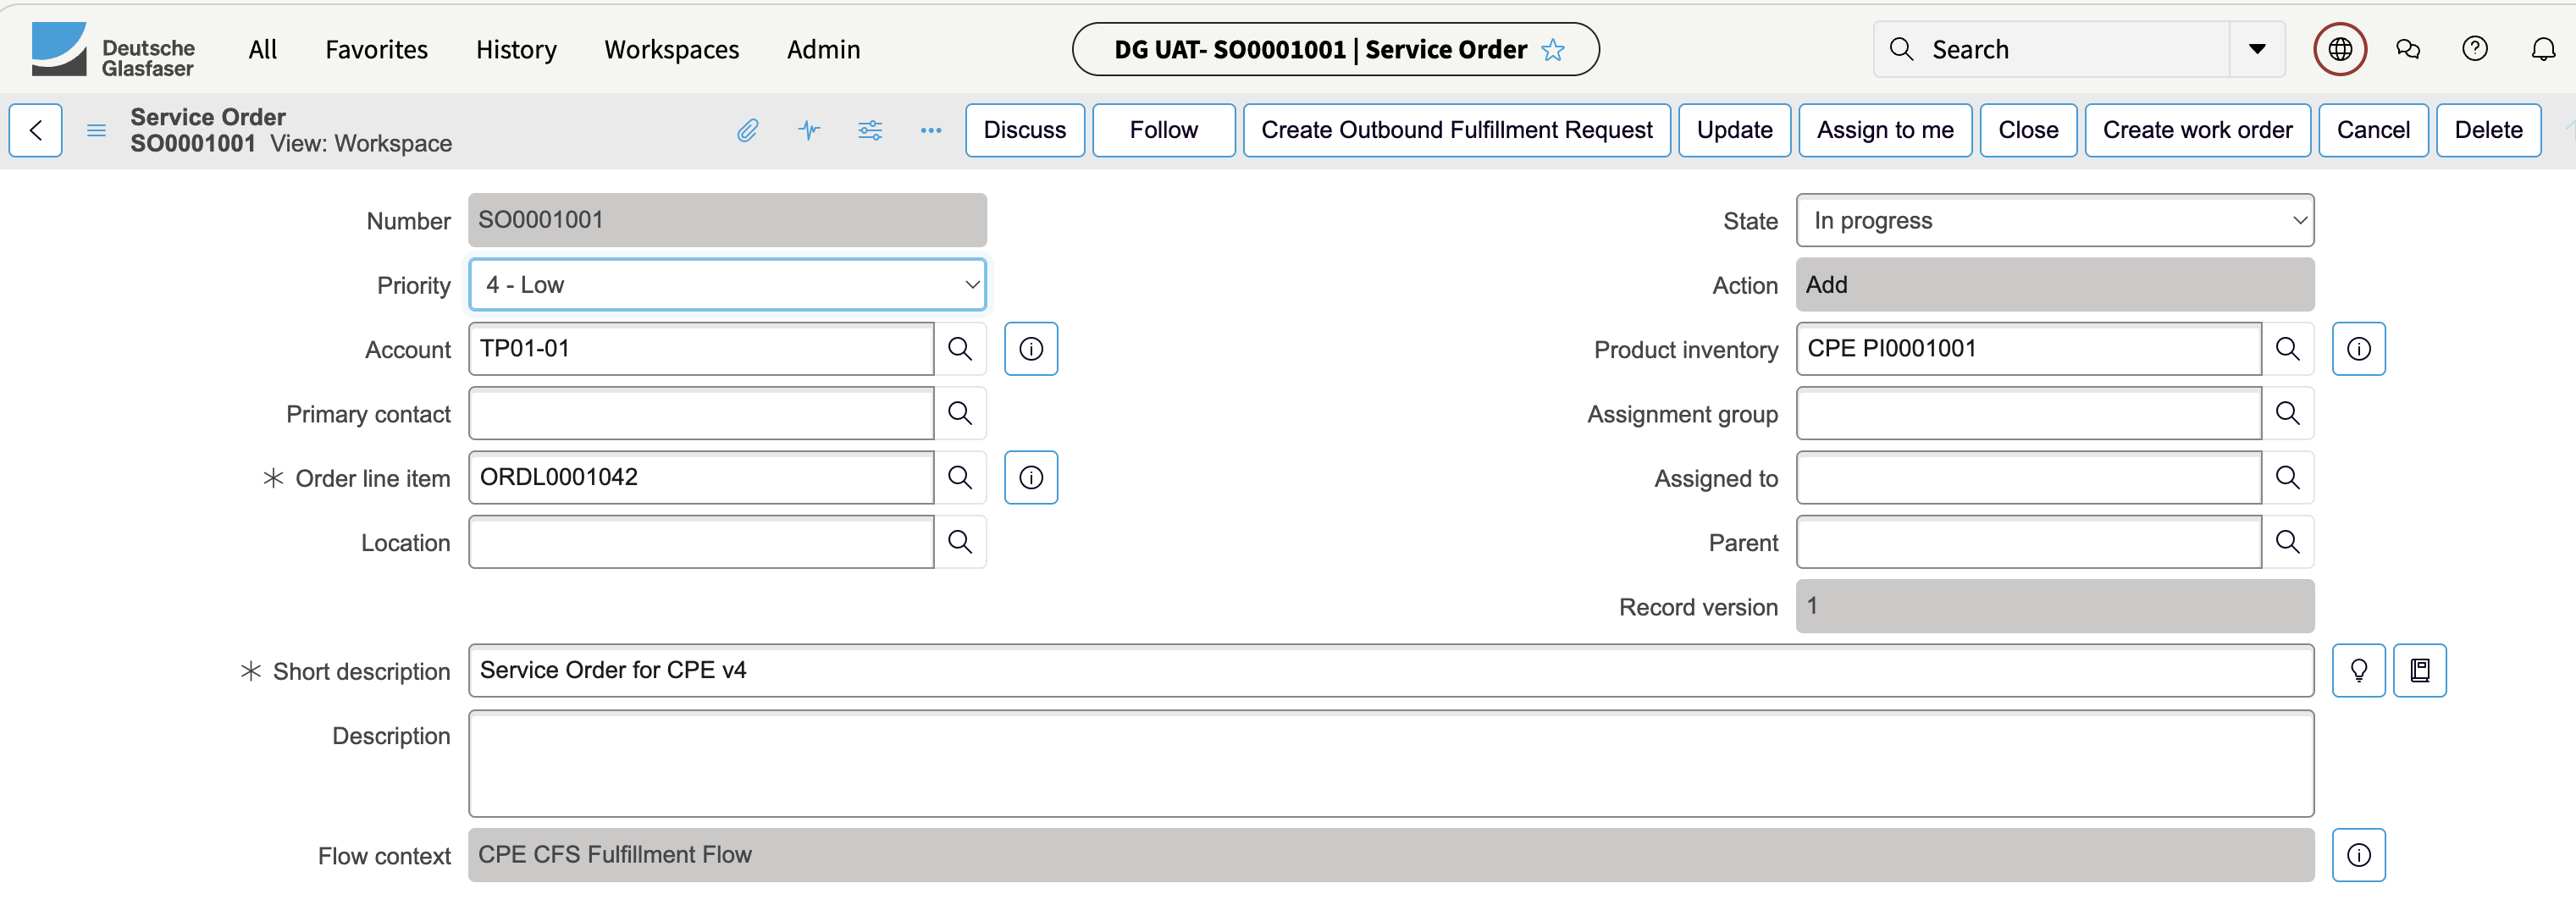 Deutsche
Glasfaser
All
Favorites
History
Workspaces
Admin
DG UAT- SO0001001 | Service Order
Search
Service Order
SO0001001 View: Workspace
Discuss
Follow
Create Outbound Fulfillment Request
Update
Assign to me
Close
Create work order
Cancel
Delete
Number
SO0001001
State
In progress
Priority
4 - Low
Action
Add
Account
TP01-01
Product inventory
CPE PI0001001
Primary contact
Assignment group
Order line item
ORDL0001042
Assigned to
Location
Parent
Record version
1
Short description
Service Order for CPE v4
Description
Flow context
CPE CFS Fulfillment Flow